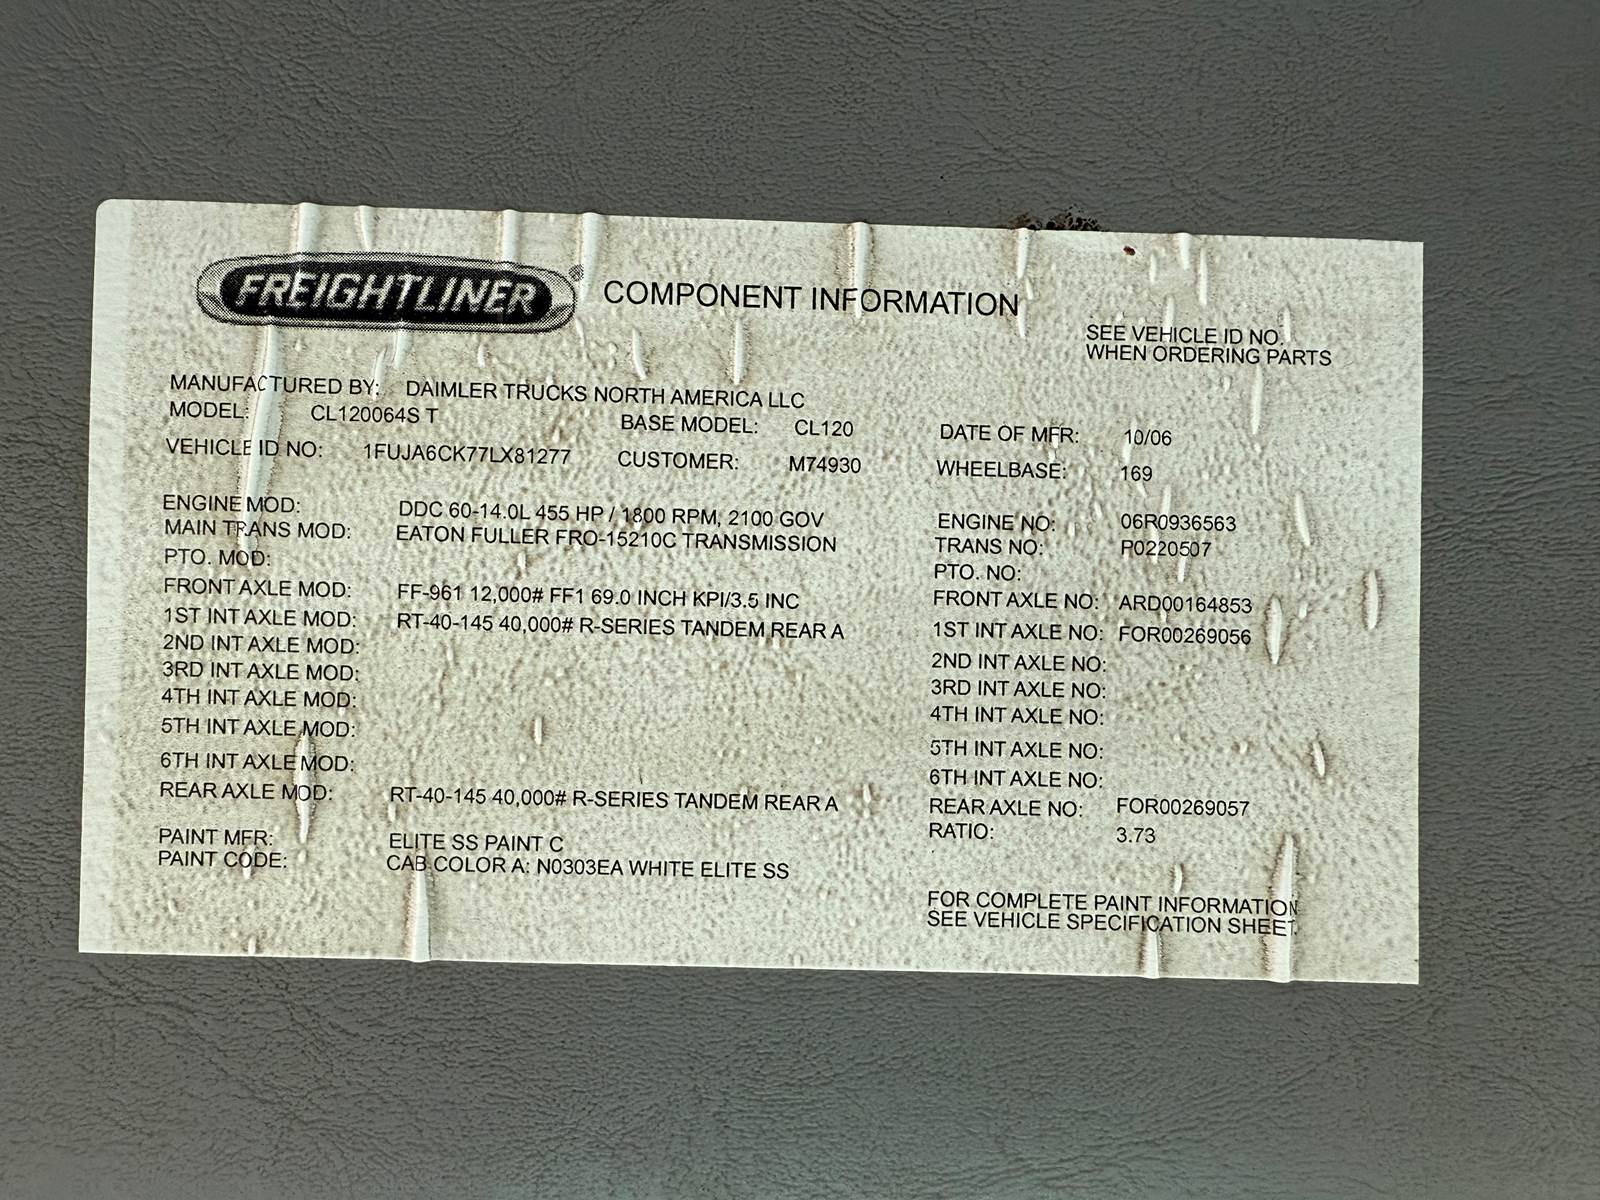 FREIGHTLINER® COMPONENT INFORMATION
SEE VEHICLE ID NO.
WHEN ORDERING PARTS
MANUFACTURED BY: DAIMLER TRUCKS NORTH AMERICA LLC
MODEL: CL120064S T BASE MODEL: CL120 DATE OF MFR: 10/06
VEHICLE ID NO: 1FUJA6CK77LX81277 CUSTOMER: M74930 WHEELBASE: 169
ENGINE MOD: DDC 60-14.0L 455 HP / 1800 RPM, 2100 GOV ENGINE NO: 06R0936563
MAIN TRANS MOD: EATON FULLER FRO-15210C TRANSMISSION TRANS NO: P0220507
PTO. MOD: PTO. NO:
FRONT AXLE MOD: FF-961 12,000# FF1 69.0 INCH KPI/3.5 INC FRONT AXLE NO: ARD00164853
1ST INT AXLE MOD: RT-40-145 40,000# R-SERIES TANDEM REAR A 1ST INT AXLE NO: FOR00269056
2ND INT AXLE MOD: 2ND INT AXLE NO:
3RD INT AXLE MOD: 3RD INT AXLE NO:
4TH INT AXLE MOD: 4TH INT AXLE NO:
5TH INT AXLE MOD: 5TH INT AXLE NO:
6TH INT AXLE MOD: 6TH INT AXLE NO:
REAR AXLE MOD: RT-40-145 40,000# R-SERIES TANDEM REAR A REAR AXLE NO: FOR00269057
RATIO: 3.73
PAINT MFR: ELITE SS PAINT C
PAINT CODE: CAB COLOR A: N0303EA WHITE ELITE SS
FOR COMPLETE PAINT INFORMATION
SEE VEHICLE SPECIFICATION SHEET.